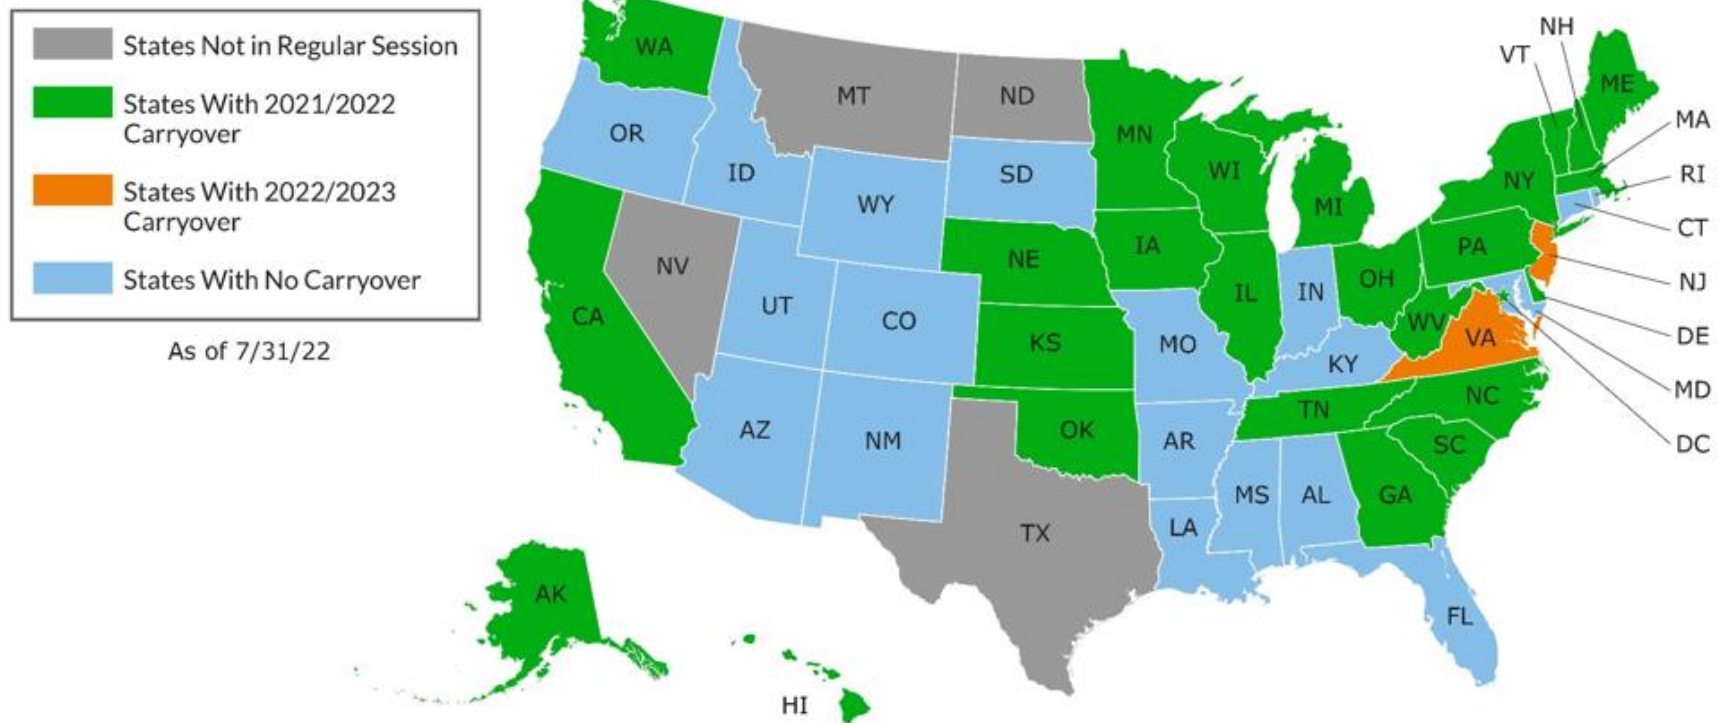 States Not in Regular Session
States With 2021/2022
Carryover
States With 2022/2023
Carryover
States With No Carryover
As of 7/31/22
WA
OR
CA
ID
NV
MT
WY
UT
AZ
CO
NM
ND
SD
NE
KS
OK
TX
MN
IA
MO
AR
LA
WI
IL
MI
IN
OH
KY
TN
MS
AL
GA
FL
SC
NC
VA
WV
PA
NY
VT
NH
ME
MA
RI
CT
NJ
DE
MD
DC
AK
HI